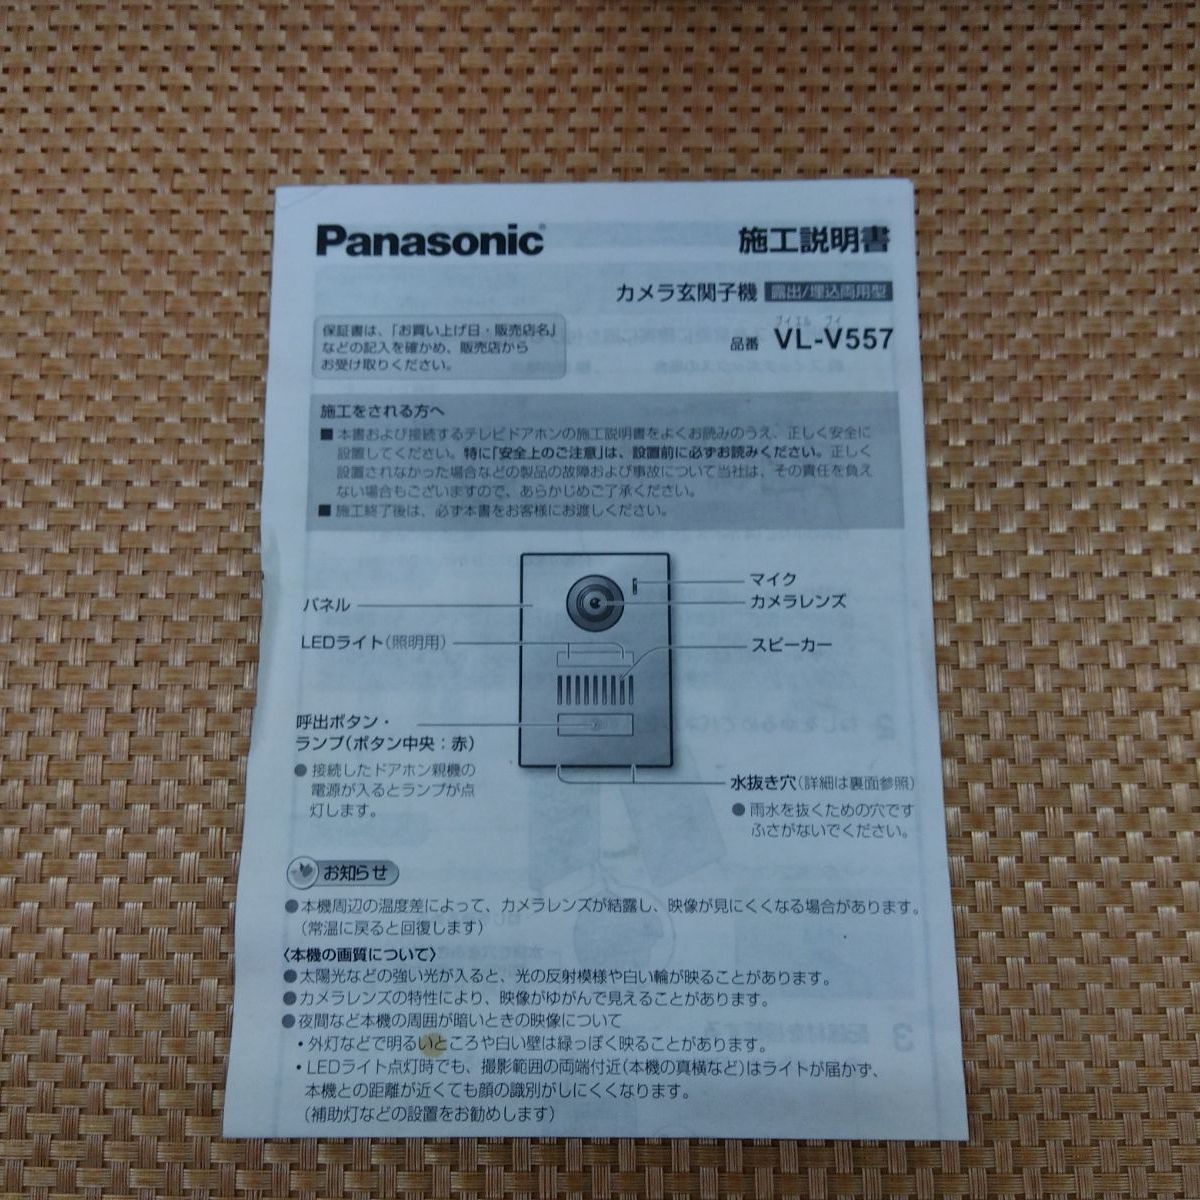 Panasonic®
施工説明書
カメラ玄関子機 露出/埋込両用型
ブイエル ブイ
品番 VL-V557
保証書は、「お買い上げ日・販売店名」
などの記入を確かめ、販売店から
お受け取りください。
施工をされる方へ
■ 本書および接続するテレビドアホンの施工説明書をよくお読みのうえ、正しく安全に
設置してください。特に「安全上のご注意」は、設置前に必ずお読みください。正しく
設置されなかった場合などの製品の故障および事故について当社は、その責任を負え
ない場合もございますので、あらかじめご了承ください。
■ 施工終了後は、必ず本書をお客様にお渡しください。
マイク
カメラレンズ
パネル
LEDライト(照明用)
スピーカー
呼出ボタン・
ランプ(ボタン中央:赤)
● 接続したドアホン親機の
電源が入るとランプが点
灯します。
水抜き穴(詳細は裏面参照)
● 雨水を抜くための穴です
ふさがないでください。
お知らせ
●本機周辺の温度差によって、カメラレンズが結露し、映像が見にくくなる場合があります。
(常温に戻ると回復します)
〈本機の画質について〉
●太陽光などの強い光が入ると、光の反射模様や白い輪が映ることがあります。
●カメラレンズの特性により、映像がゆがんで見えることがあります。
●夜間など本機の周囲が暗いときの映像について
・外灯などで明るいところや白い壁は緑っぽく映ることがあります。
・LEDライト点灯時でも、撮影範囲の両端付近(本機の真横など)はライトが届かず、
本機との距離が近くても顔の識別がしにくくなります。
(補助灯などの設置をお勧めします)